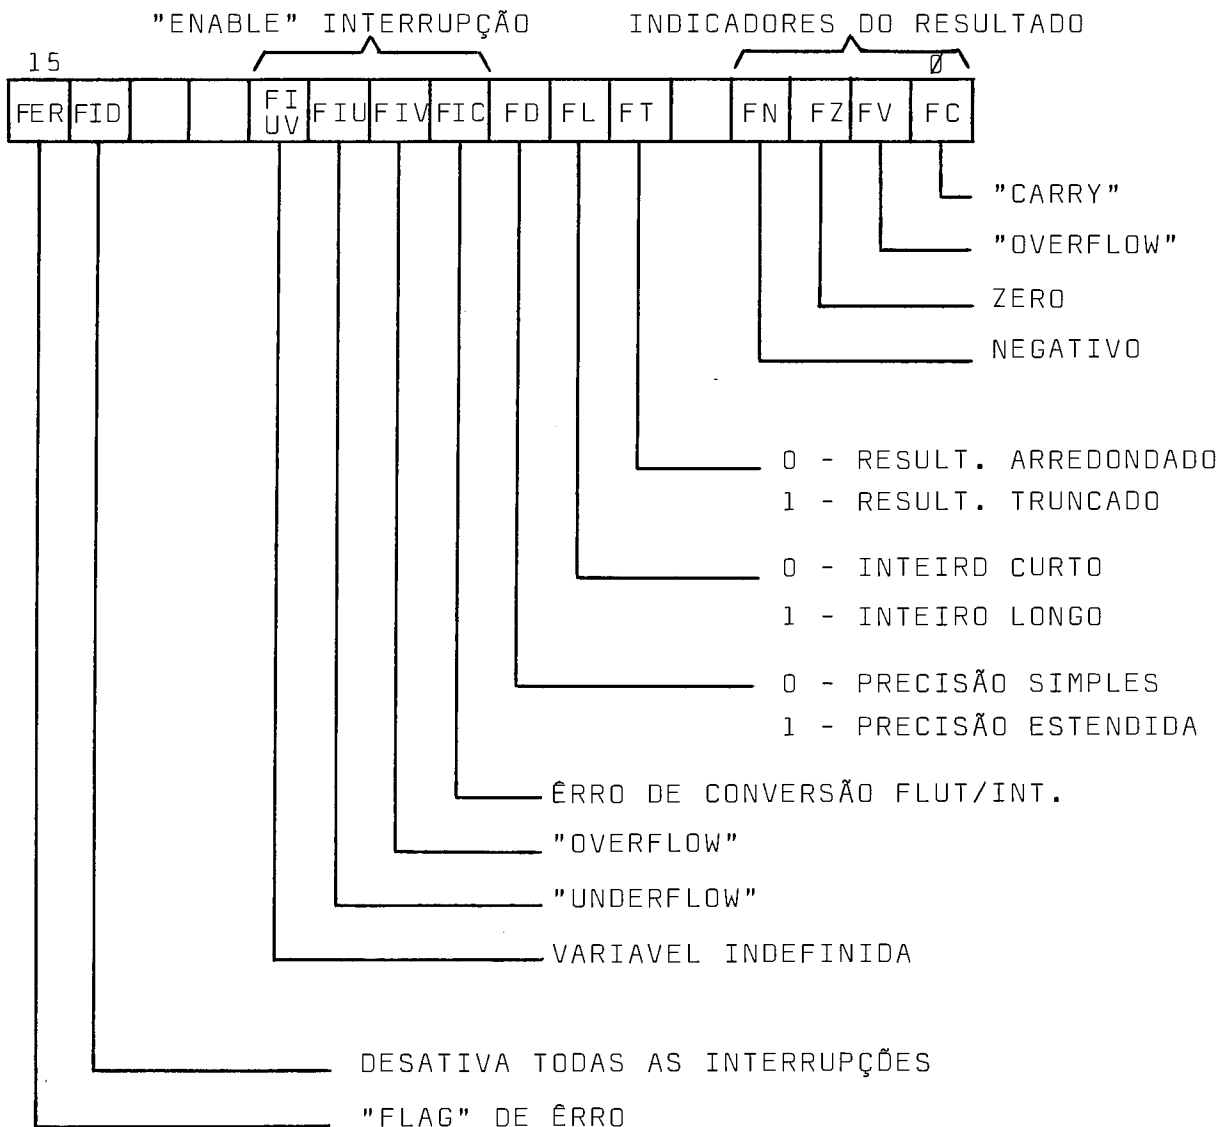 "ENABLE" INTERRUPÇÃO INDICADORES DO RESULTADO
15 0
FER FID FI UV FIU FIV FIC FD FL FT FN FZ FV FC
"CARRY"
"OVERFLOW"
ZERO
NEGATIVO
0 - RESULT. ARREDONDADO
1 - RESULT. TRUNCADO
0 - INTEIRO CURTO
1 - INTEIRO LONGO
0 - PRECISÃO SIMPLES
1 - PRECISÃO ESTENDIDA
ÊRRO DE CONVERSÃO FLUT/INT.
"OVERFLOW"
"UNDERFLOW"
VARIAVEL INDEFINIDA
DESATIVA TODAS AS INTERRUPÇÕES
"FLAG" DE ÊRRO